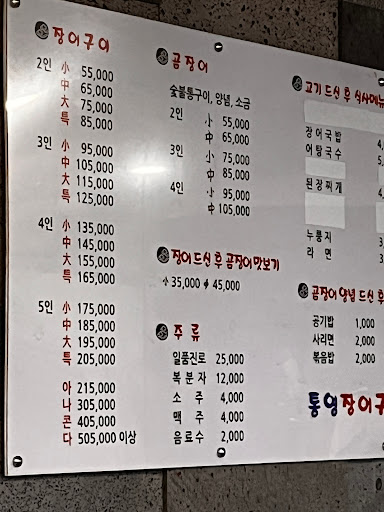 장어구이
2인 小 55,000
中 65,000
大 75,000
특 85,000
3인 小 95,000
中 105,000
大 115,000
특 125,000
4인 小 135,000
中 145,000
大 155,000
특 165,000
5인 小 175,000
中 185,000
大 195,000
특 205,000
아 215,000
나 305,000
콘 405,000
다 505,000 이상
곰장어
숯불통구이, 양념, 소금
2인 小 55,000
中 65,000
3인 小 75,000
中 85,000
4인 小 95,000
中 105,000
장어 드신 후 곰장어 맛보기
小 35,000 中 45,000
주 류
일품진로 25,000
복 분 자 12,000
소 주 4,000
맥 주 4,000
음료수 2,000
고기 드신 후 식사메뉴
장어국밥
어탕국수
된장찌개
누룽지
라 면
곰장어 양념 드신 후
공기밥 1,000
사리면 2,000
볶음밥 2,000
통영장어구